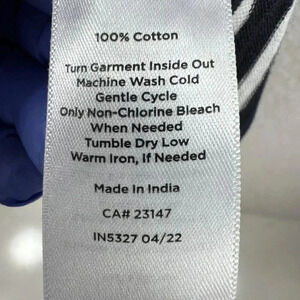 100% Cotton
Turn Garment Inside Out
Machine Wash Cold
Gentle Cycle
Only Non-Chlorine Bleach
When Needed
Tumble Dry Low
Warm Iron, If Needed
Made In India
CA# 23147
IN5327 04/22